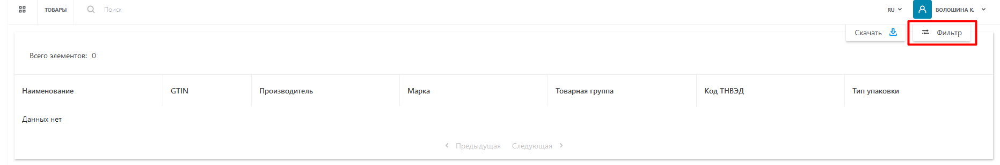 ТОВАРЫ Поиск RU ВОЛОШИНА К.
Скачать Фильтр
Всего элементов: 0
Наименование GTIN Производитель Марка Товарная группа Код ТНВЭД Тип упаковки
Данных нет
Предыдущая Следующая